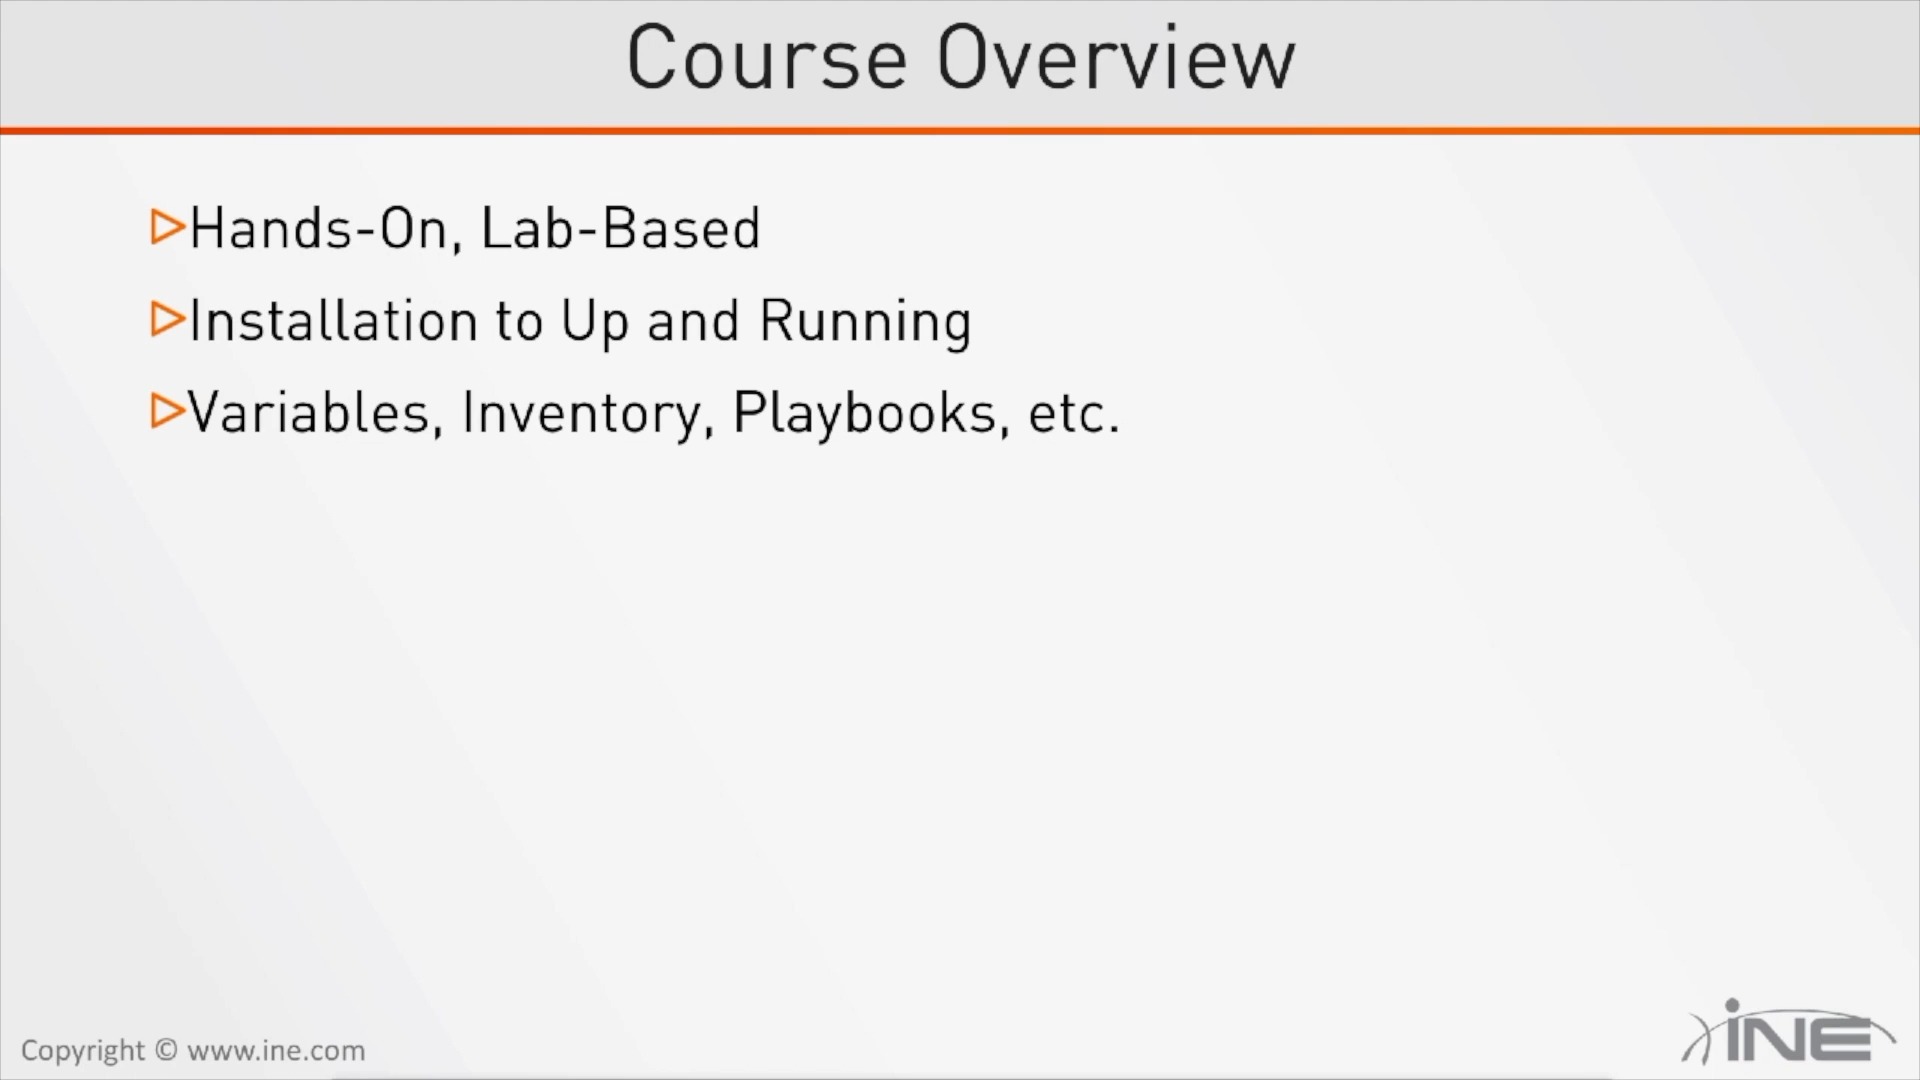 Course Overview
Hands-On, Lab-Based
Installation to Up and Running
Variables, Inventory, Playbooks, etc.
Copyright © www.ine.com
iNE